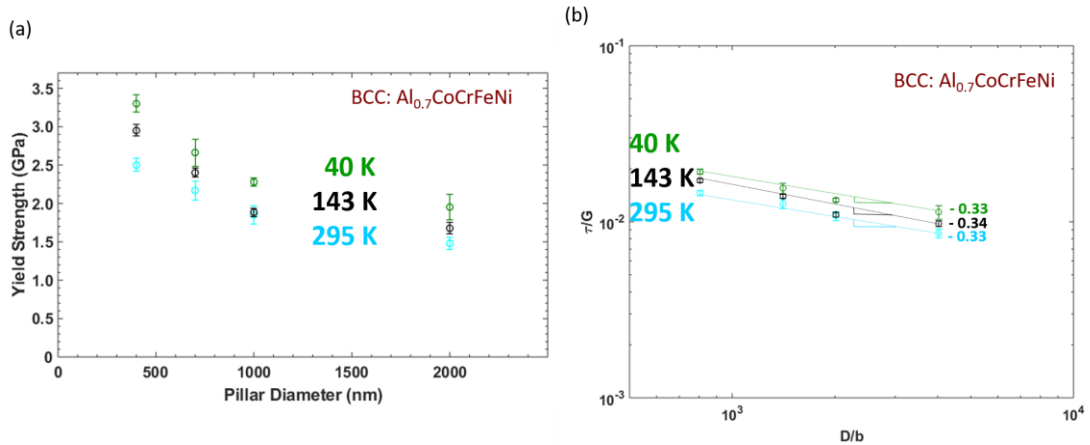 (a)
BCC: Al₀.₇CoCrFeNi
40 K
143 K
295 K
Yield Strength (GPa)
3.5
3.0
2.5
2.0
1.5
1.0
0.5
0
0 500 1000 1500 2000
Pillar Diameter (nm)
(b)
BCC: Al₀.₇CoCrFeNi
40 K
143 K
295 K
- 0.33
- 0.34
- 0.33
τ/G
10⁻¹
10⁻²
10⁻³
10³ 10⁴
D/b